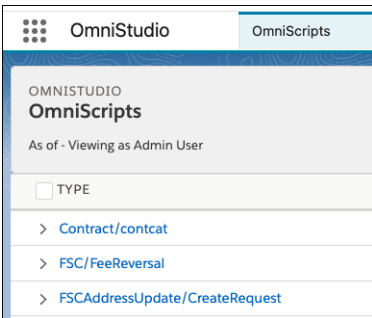 OmniStudio
OmniScripts
OMNISTUDIO
OmniScripts
As of - Viewing as Admin User
TYPE
Contract/contcat
FSC/FeeReversal
FSCAddressUpdate/CreateRequest